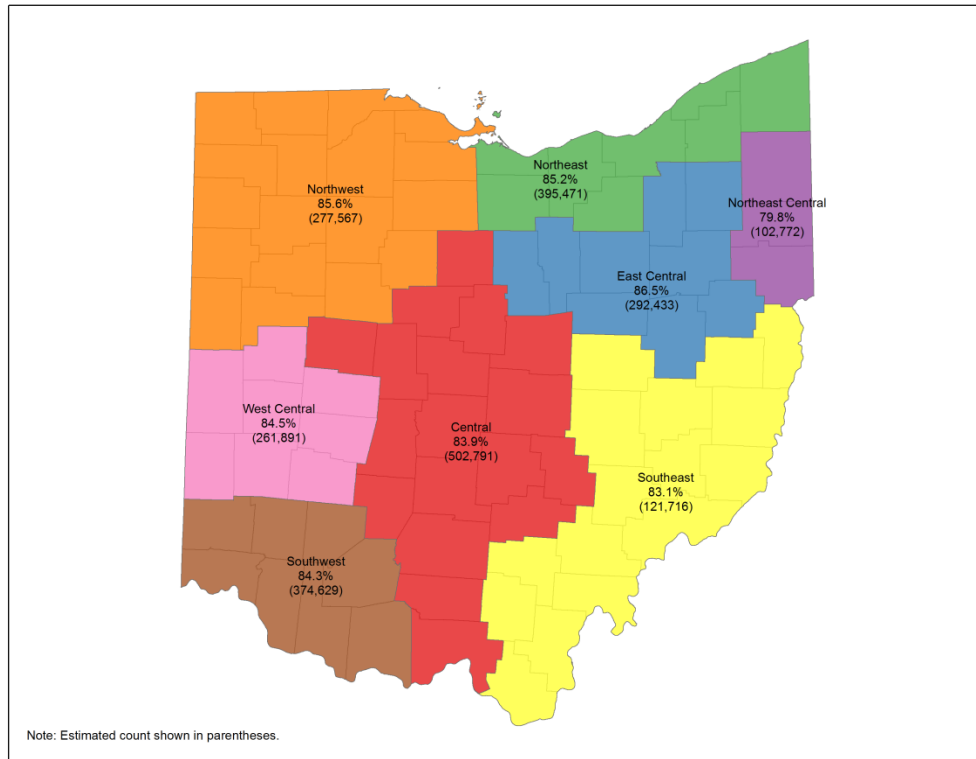 Northeast
85.2%
(395,471)
Northwest
85.6%
(277,567)
Northeast Central
79.8%
(102,772)
East Central
86.5%
(292,433)
West Central
84.5%
(261,891)
Central
83.9%
(502,791)
Southeast
83.1%
(121,716)
Southwest
84.3%
(374,629)
Note: Estimated count shown in parentheses.